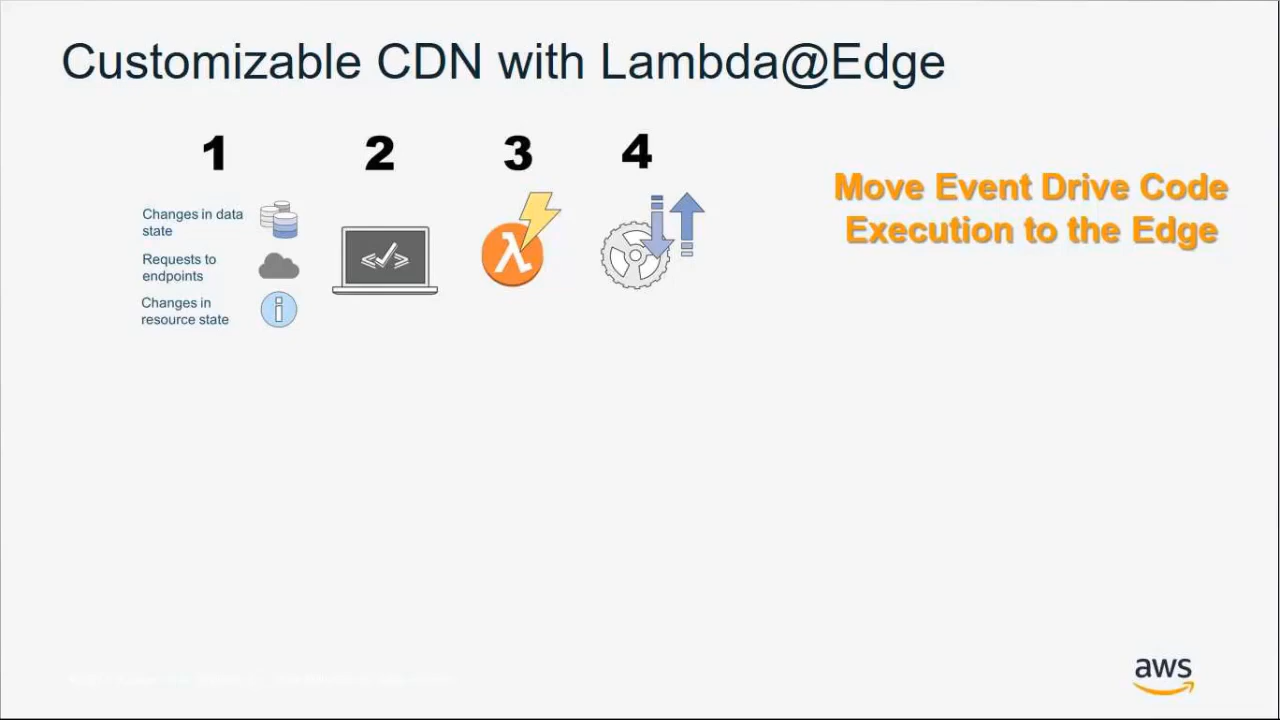 Customizable CDN with Lambda@Edge
1
2
3
4
Changes in data
state
Requests to
endpoints
Changes in
resource state
Move Event Drive Code
Execution to the Edge
aws